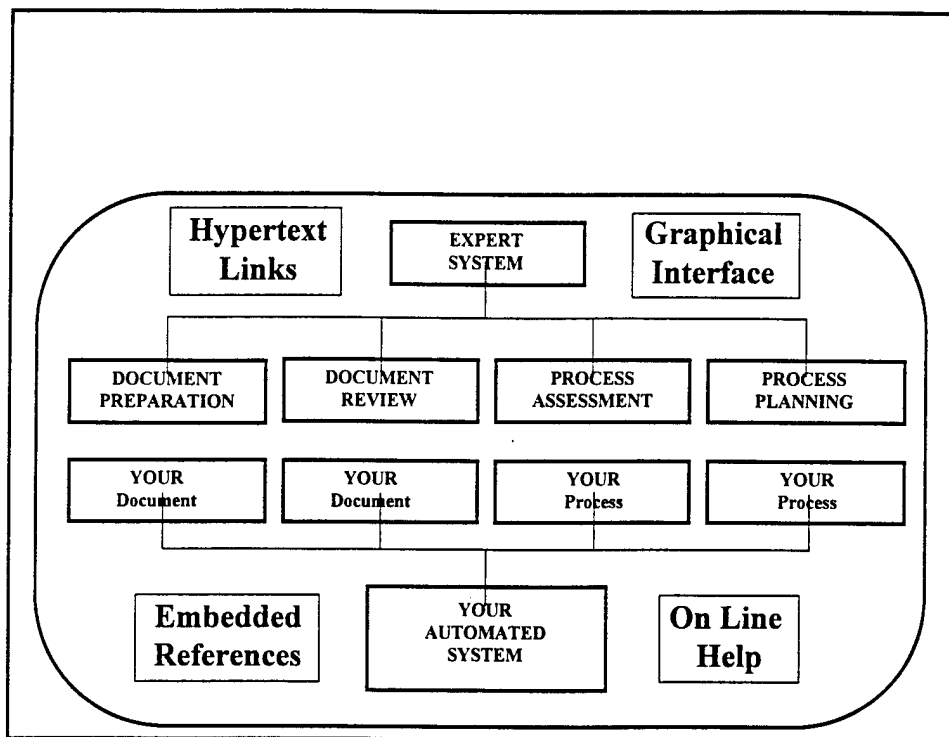 Hypertext
Links
EXPERT
SYSTEM
Graphical
Interface
DOCUMENT
PREPARATION
DOCUMENT
REVIEW
PROCESS
ASSESSMENT
PROCESS
PLANNING
YOUR
Document
YOUR
Document
YOUR
Process
YOUR
Process
Embedded
References
YOUR
AUTOMATED
SYSTEM
On Line
Help